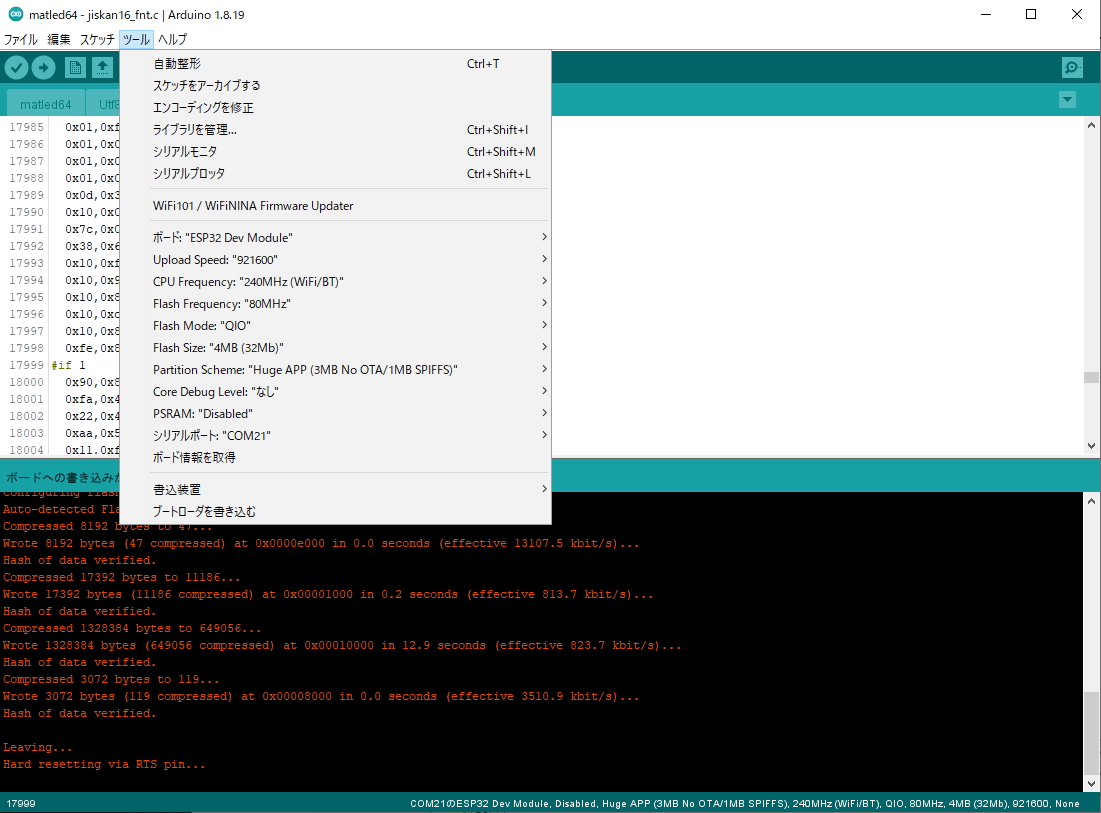 matled64 - jiskan16_fnt.c | Arduino 1.8.19
ファイル 編集 スケッチ ツール ヘルプ
自動整形 Ctrl+T
スケッチをアーカイブする
エンコーディングを修正
ライブラリを管理... Ctrl+Shift+I
シリアルモニタ Ctrl+Shift+M
シリアルプロッタ Ctrl+Shift+L
WiFi101 / WiFiNINA Firmware Updater
ボード: "ESP32 Dev Module"
Upload Speed: "921600"
CPU Frequency: "240MHz (WiFi/BT)"
Flash Frequency: "80MHz"
Flash Mode: "QIO"
Flash Size: "4MB (32Mb)"
Partition Scheme: "Huge APP (3MB No OTA/1MB SPIFFS)"
Core Debug Level: "なし"
PSRAM: "Disabled"
シリアルポート: "COM21"
ボード情報を取得
書込装置
ブートローダを書き込む
matled64 Utf8
17985 0x01,0xf
17986 0x01,0x0
17987 0x01,0x0
17988 0x01,0x0
17989 0x0d,0x3
17990 0x10,0x0
17991 0x7c,0x0
17992 0x38,0x6
17993 0x10,0xf
17994 0x10,0x9
17995 0x10,0x8
17996 0x10,0xc
17997 0x10,0x8
17998 0xfe,0x8
17999 #if 1
18000 0x90,0x8
18001 0xfa,0x4
18002 0x22,0x4
18003 0xaa,0x5
18004 0x11,0xf
ボードへの書き込みが
Configuring flash
Auto-detected Fla
Compressed 8192 bytes to 47...
Wrote 8192 bytes (47 compressed) at 0x0000e000 in 0.0 seconds (effective 13107.5 kbit/s)...
Hash of data verified.
Compressed 17392 bytes to 11186...
Wrote 17392 bytes (11186 compressed) at 0x00001000 in 0.2 seconds (effective 813.7 kbit/s)...
Hash of data verified.
Compressed 1328384 bytes to 649056...
Wrote 1328384 bytes (649056 compressed) at 0x00010000 in 12.9 seconds (effective 823.7 kbit/s)...
Hash of data verified.
Compressed 3072 bytes to 119...
Wrote 3072 bytes (119 compressed) at 0x00008000 in 0.0 seconds (effective 3510.9 kbit/s)...
Hash of data verified.
Leaving...
Hard resetting via RTS pin...
17999 COM21のESP32 Dev Module, Disabled, Huge APP (3MB No OTA/1MB SPIFFS), 240MHz (WiFi/BT), QIO, 80MHz, 4MB (32Mb), 921600, None